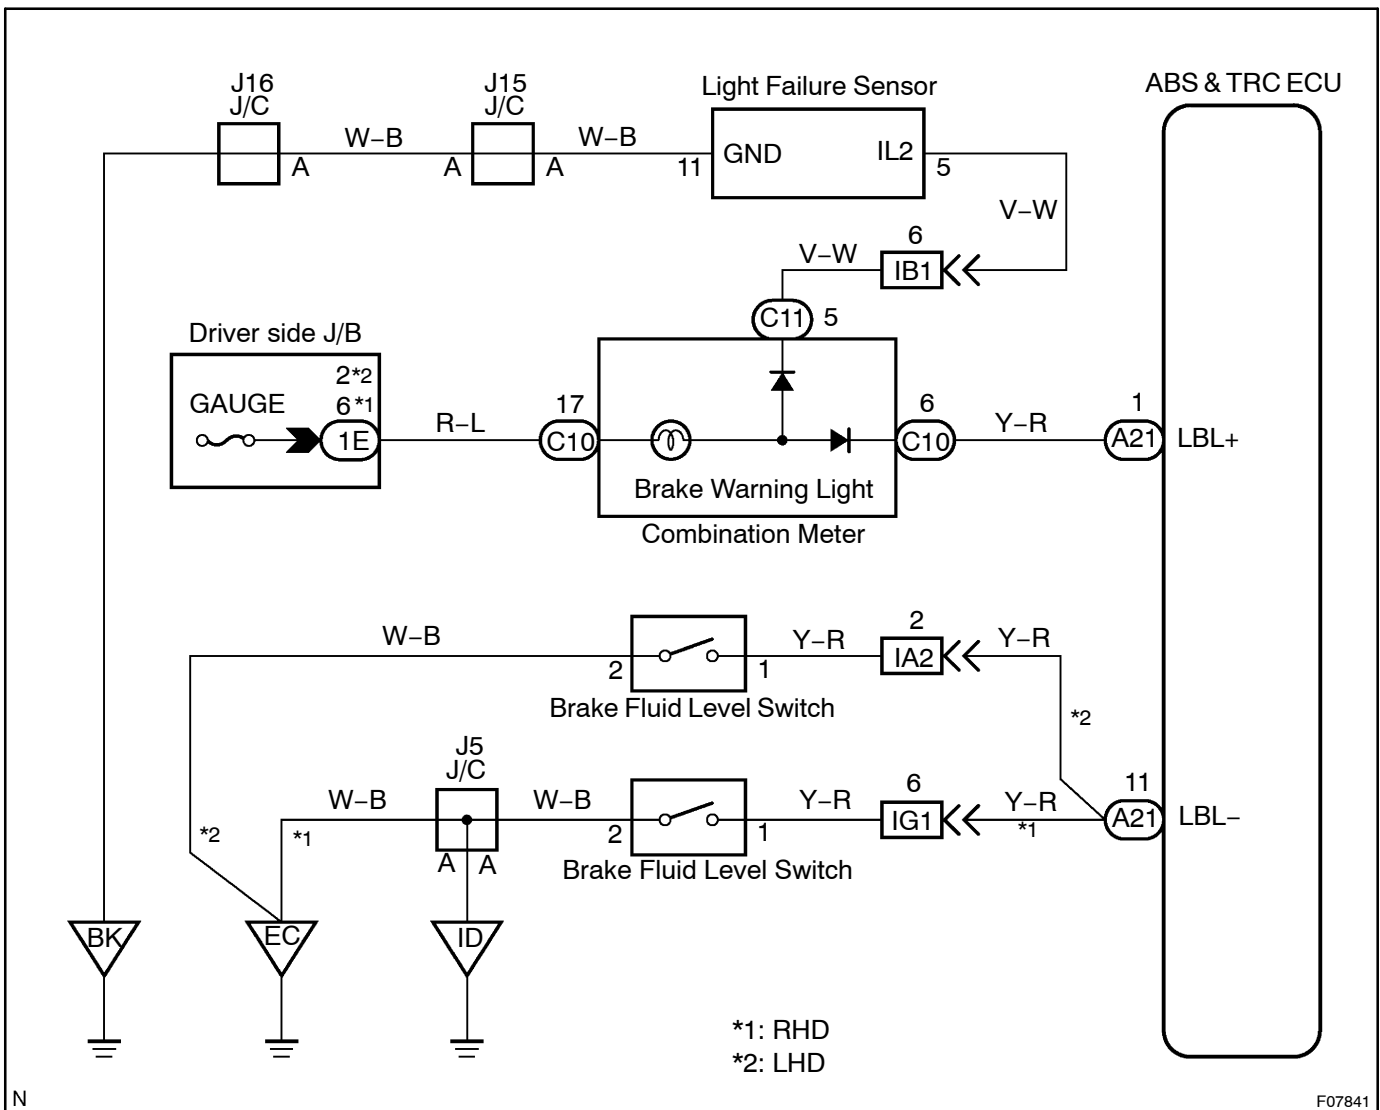 J16
J/C
J15
J/C
Light Failure Sensor
ABS & TRC ECU
A
W–B
A
A
W–B
11
GND
IL2
5
V–W
6
V–W
IB1
C11
5
Driver side J/B
2*2
GAUGE
6*1
1E
R–L
17
C10
6
C10
Y–R
1
A21
LBL+
Brake Warning Light
Combination Meter
W–B
2
1
Y–R
2
IA2
Y–R
Brake Fluid Level Switch
*2
J5
J/C
W–B
W–B
2
1
Y–R
6
IG1
Y–R
*1
11
A21
LBL–
*2
*1
A
A
Brake Fluid Level Switch
BK
EC
ID
*1: RHD
*2: LHD
N
F07841